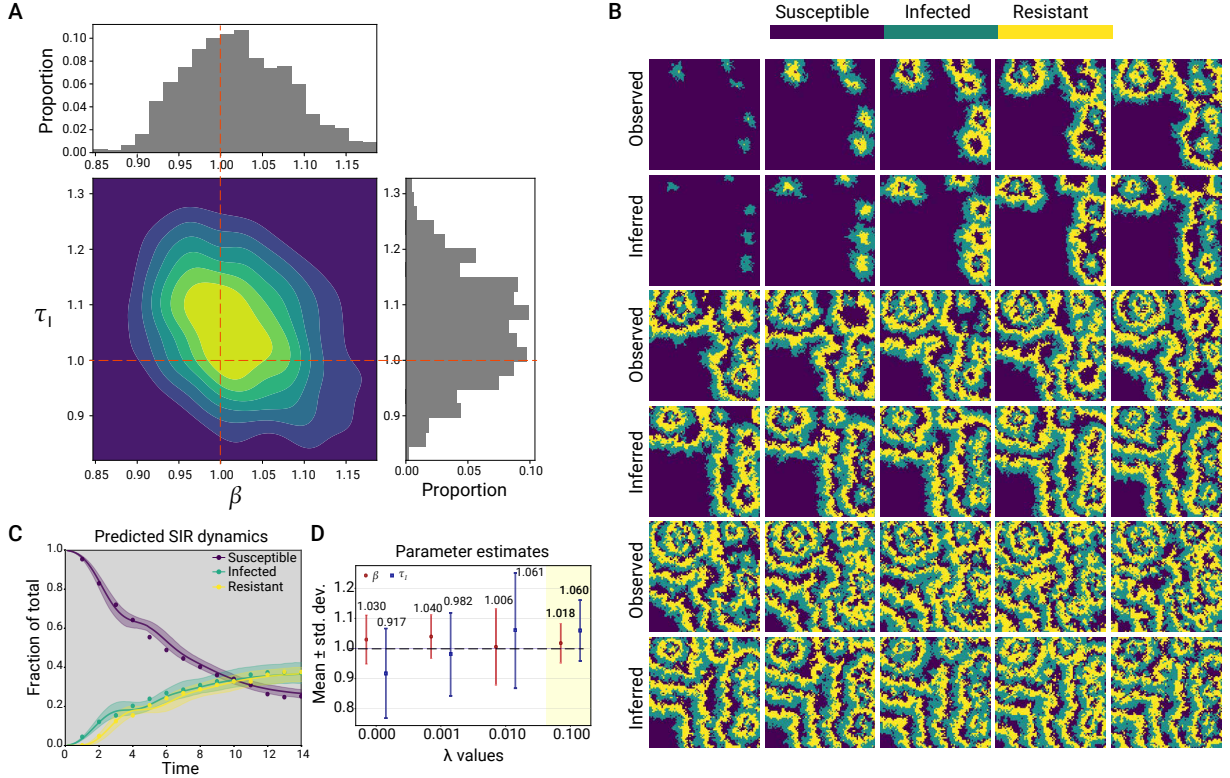 A
Proportion
0.10
0.08
0.06
0.04
0.02
0.00
0.85 0.90 0.95 1.00 1.05 1.10 1.15
τI
1.3
1.2
1.1
1.0
0.9
0.85 0.90 0.95 1.00 1.05 1.10 1.15
β
1.3
1.2
1.1
1.0
0.9
0.00 0.05 0.10
Proportion
B
Susceptible Infected Resistant
Observed
Inferred
Observed
Inferred
Observed
Inferred
C
Predicted SIR dynamics
Susceptible
Infected
Resistant
Fraction of total
1.0
0.8
0.6
0.4
0.2
0.0
0 2 4 6 8 10 12 14
Time
D
Parameter estimates
β τI
Mean ± std. dev.
1.2
1.1
1.0
0.9
0.8
1.030
0.917
1.040
0.982
1.006
1.061
1.018
1.060
0.000 0.001 0.010 0.100
λ values